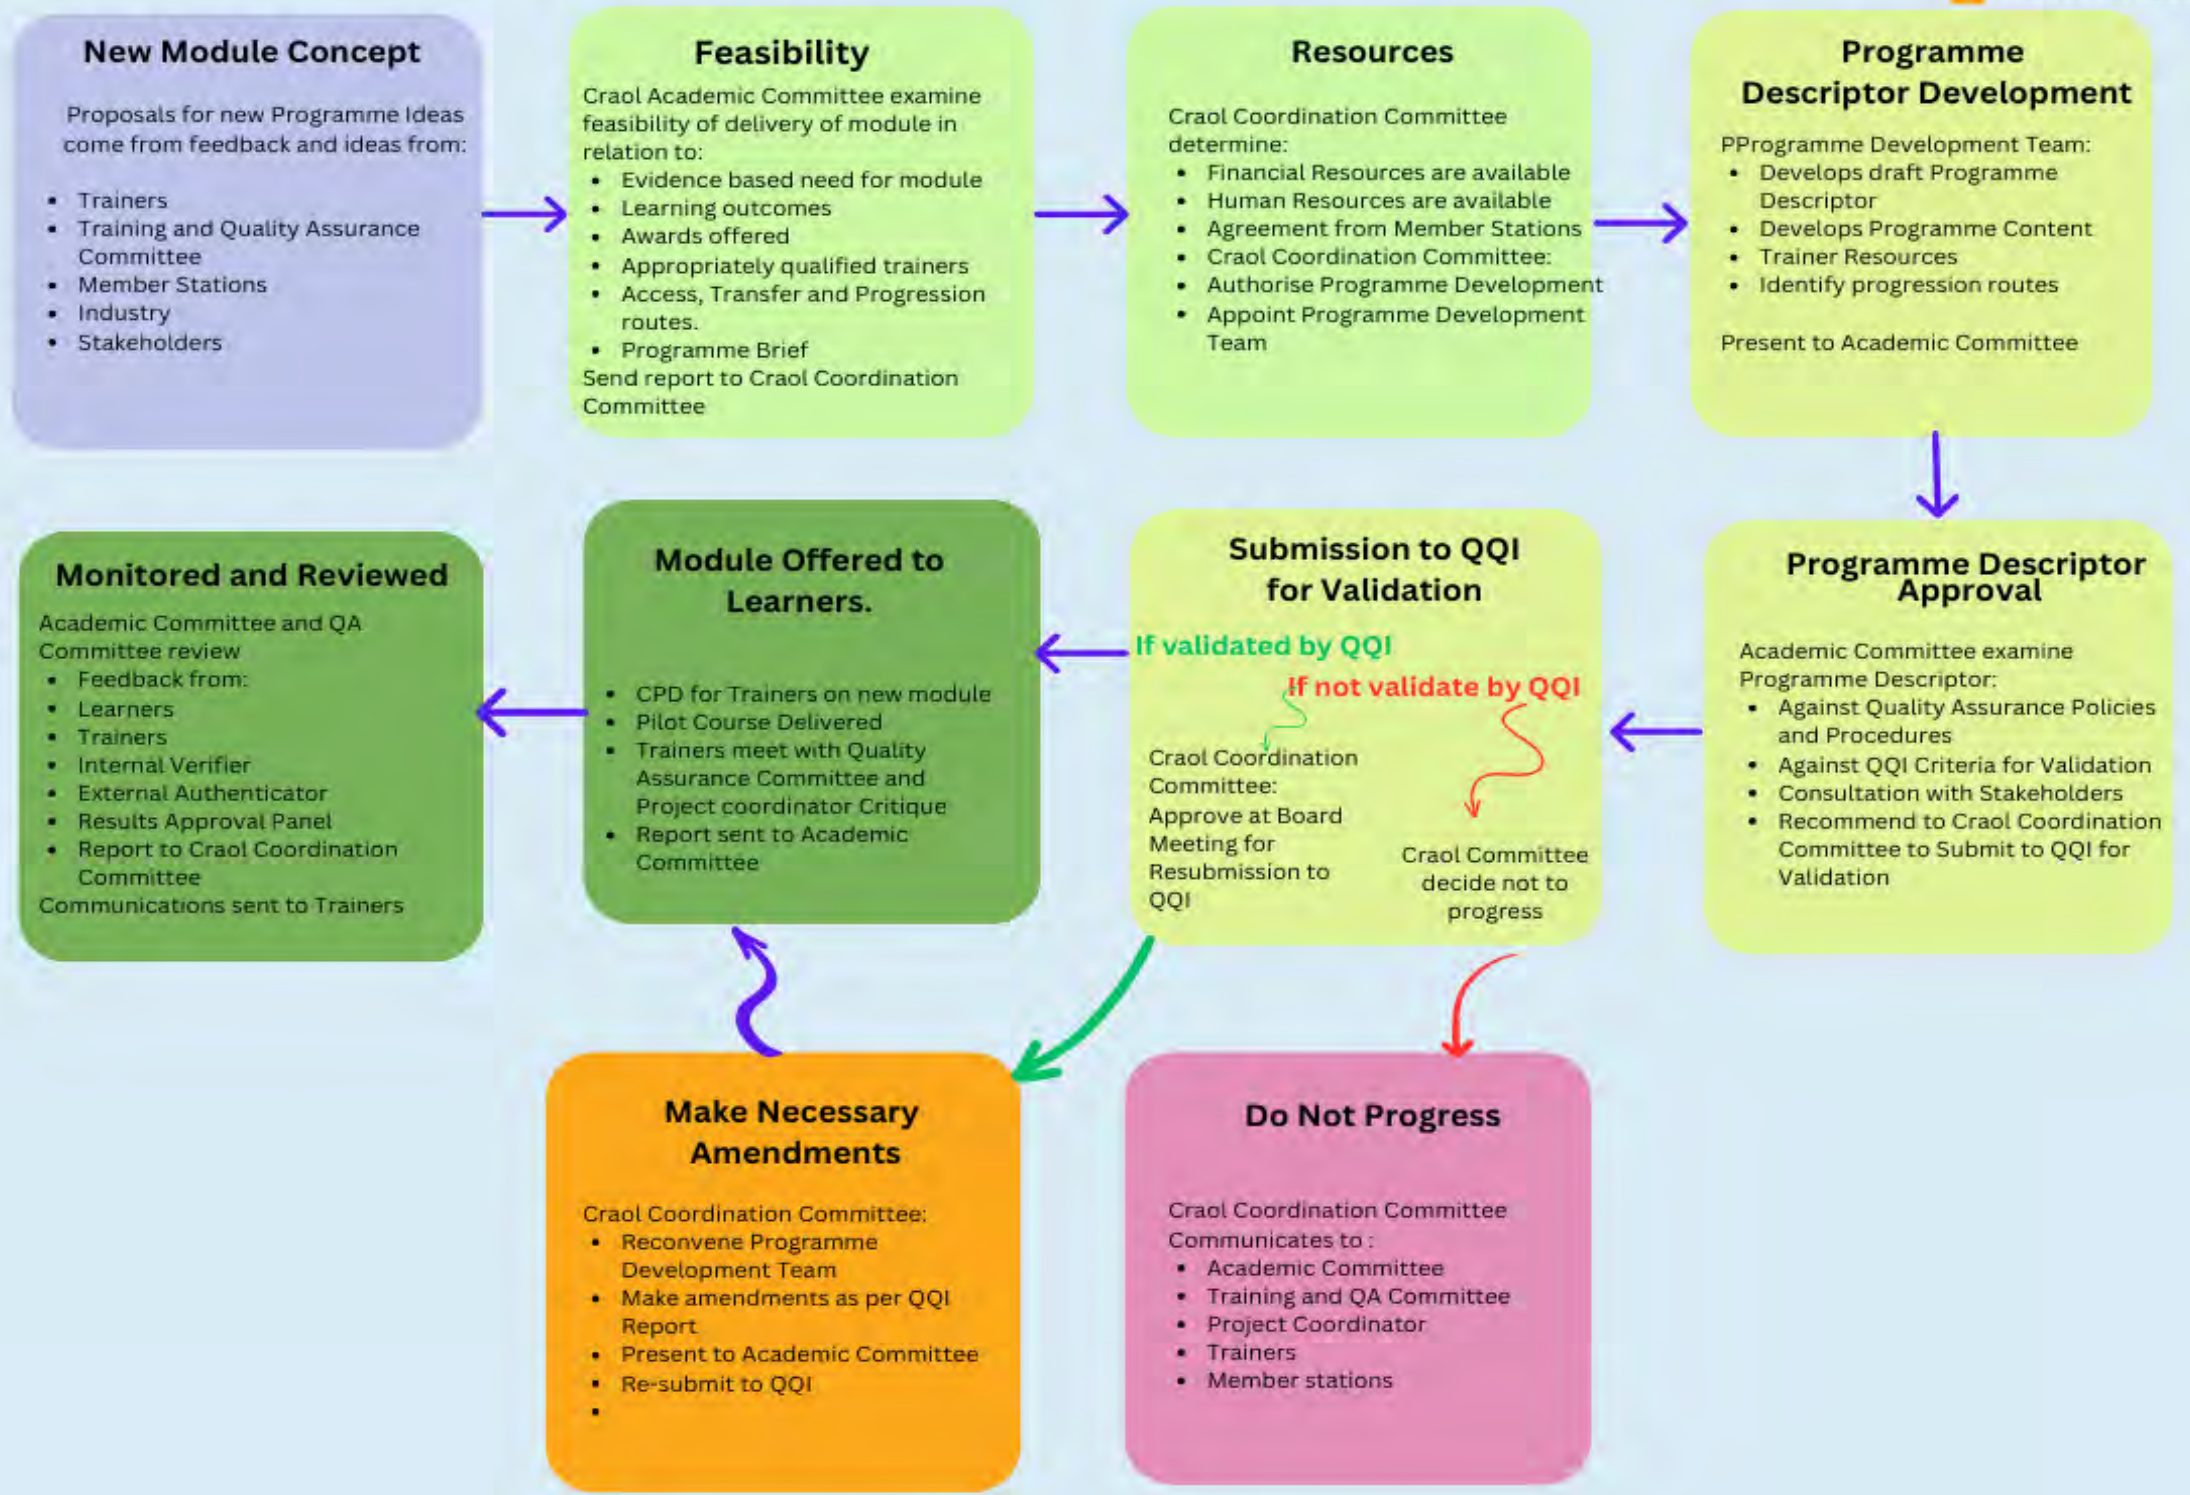 New Module Concept
Proposals for new Programme Ideas
come from feedback and ideas from:
• Trainers
• Training and Quality Assurance
Committee
• Member Stations
• Industry
• Stakeholders
Feasibility
Craol Academic Committee examine
feasibility of delivery of module in
relation to:
• Evidence based need for module
• Learning outcomes
• Awards offered
• Appropriately qualified trainers
• Access, Transfer and Progression
routes.
• Programme Brief
Send report to Craol Coordination
Committee
Resources
Craol Coordination Committee
determine:
• Financial Resources are available
• Human Resources are available
• Agreement from Member Stations
• Craol Coordination Committee:
• Authorise Programme Development
• Appoint Programme Development
Team
Programme
Descriptor Development
PProgramme Development Team:
• Develops draft Programme
Descriptor
• Develops Programme Content
• Trainer Resources
• Identify progression routes
Present to Academic Committee
Programme Descriptor
Approval
Academic Committee examine
Programme Descriptor:
• Against Quality Assurance Policies
and Procedures
• Against QQI Criteria for Validation
• Consultation with Stakeholders
• Recommend to Craol Coordination
Committee to Submit to QQI for
Validation
Submission to QQI
for Validation
If validated by QQI
If not validate by QQI
Craol Coordination
Committee:
Approve at Board
Meeting for
Resubmission to
QQI
Craol Committee
decide not to
progress
Module Offered to
Learners.
• CPD for Trainers on new module
• Pilot Course Delivered
• Trainers meet with Quality
Assurance Committee and
Project coordinator Critique
• Report sent to Academic
Committee
Monitored and Reviewed
Academic Committee and QA
Committee review
• Feedback from:
• Learners
• Trainers
• Internal Verifier
• External Authenticator
• Results Approval Panel
• Report to Craol Coordination
Committee
Communications sent to Trainers
Make Necessary
Amendments
Craol Coordination Committee:
• Reconvene Programme
Development Team
• Make amendments as per QQI
Report
• Present to Academic Committee
• Re-submit to QQI
•
Do Not Progress
Craol Coordination Committee
Communicates to :
• Academic Committee
• Training and QA Committee
• Project Coordinator
• Trainers
• Member stations